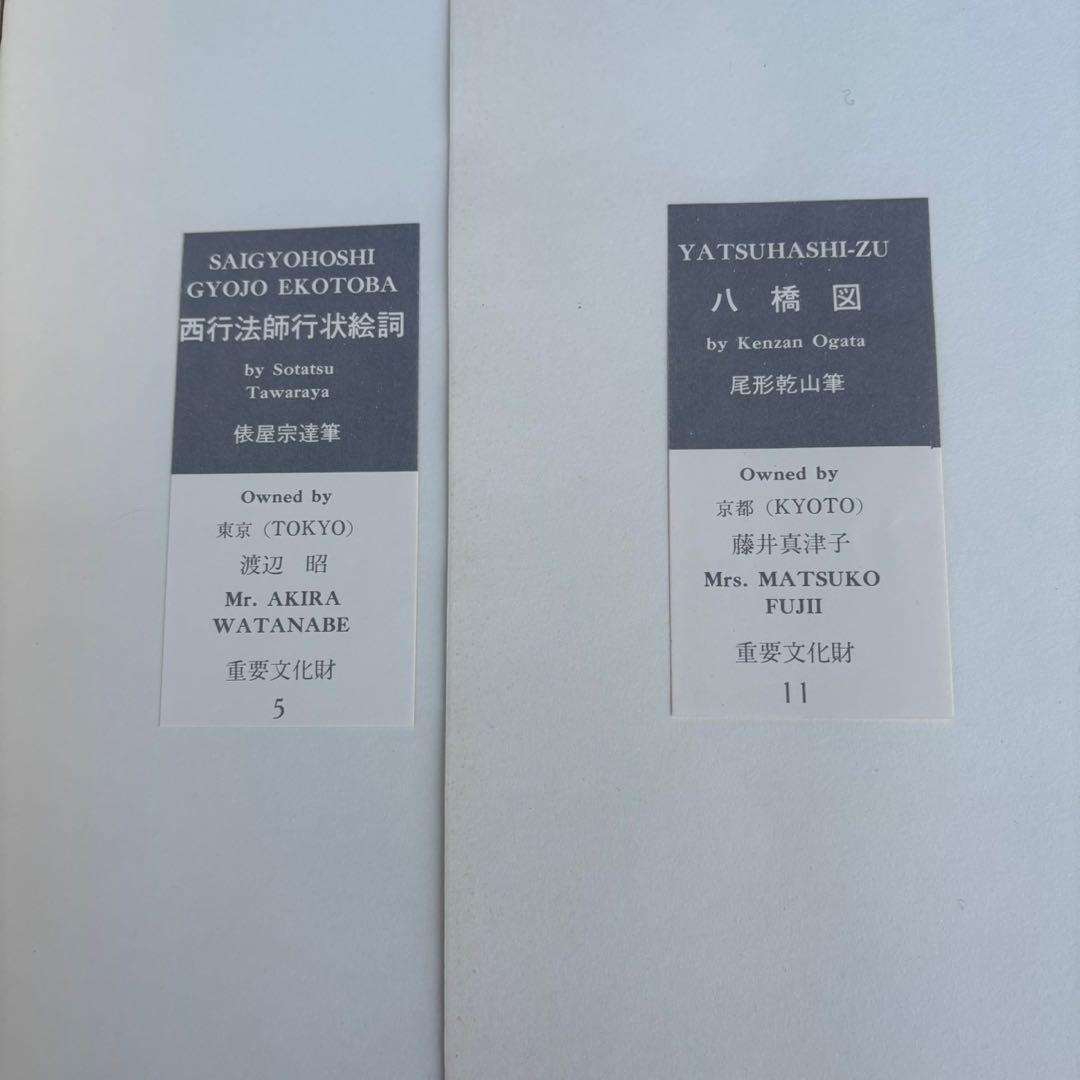 SAIGYOHOSHI
GYOJO EKOTOBA
西行法師行状絵詞
by Sotatsu
Tawaraya
俵屋宗達筆
Owned by
東京 (TOKYO)
渡辺 昭
Mr. AKIRA
WATANABE
重要文化財
5
YATSUHASHI-ZU
八橋図
by Kenzan Ogata
尾形乾山筆
Owned by
京都 (KYOTO)
藤井真津子
Mrs. MATSUKO
FUJII
重要文化財
11